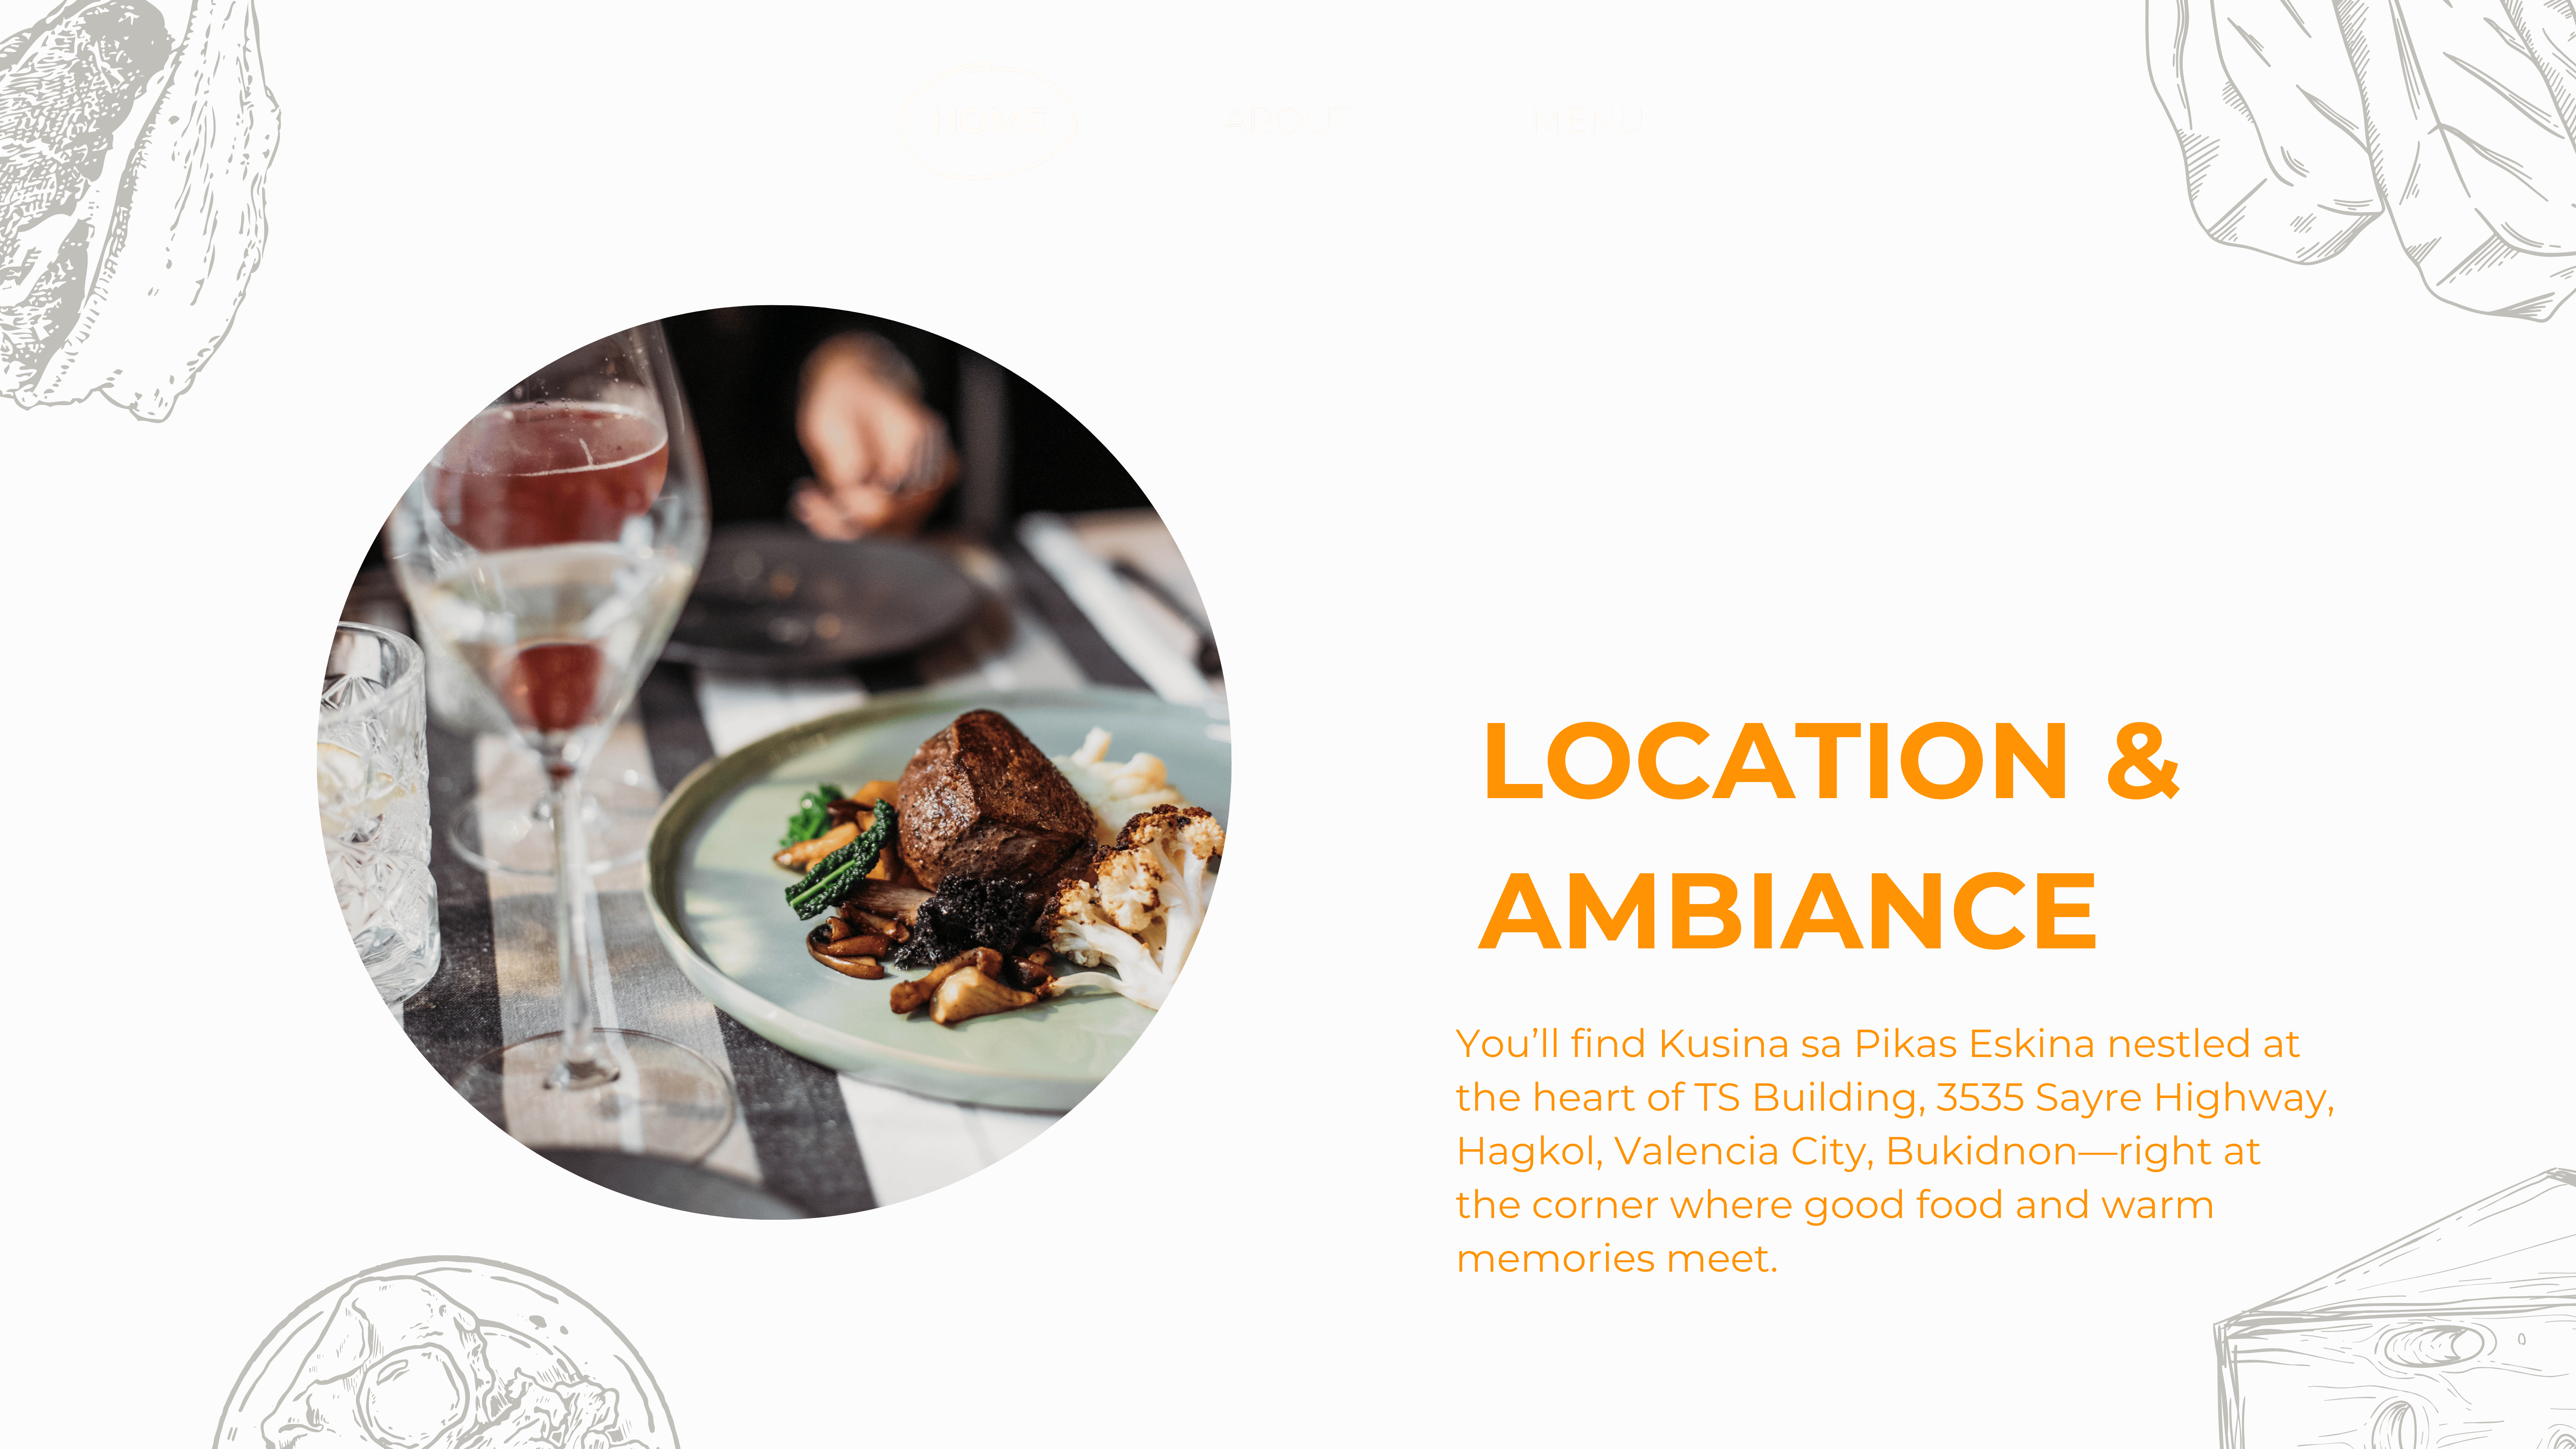 HOME ABOUT MENU
LOCATION &
AMBIANCE
You’ll find Kusina sa Pikas Eskina nestled at
the heart of TS Building, 3535 Sayre Highway,
Hagkol, Valencia City, Bukidnon—right at
the corner where good food and warm
memories meet.